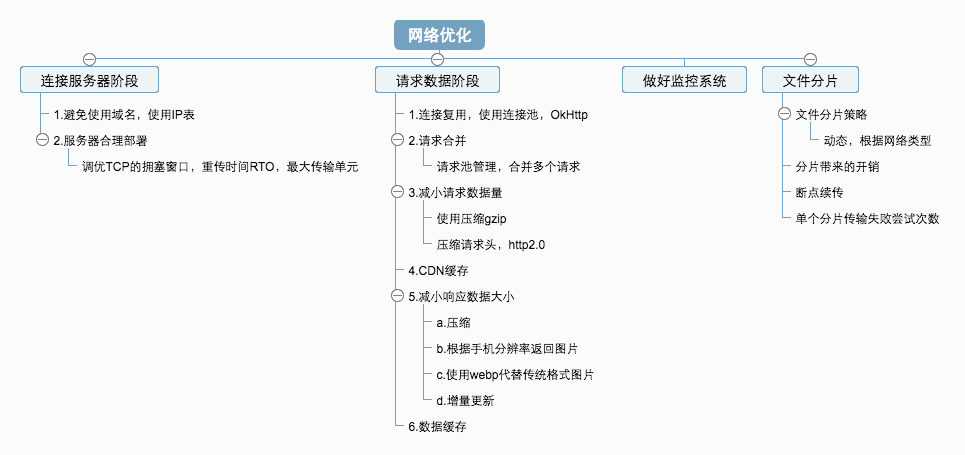 网络优化
连接服务器阶段
1.避免使用域名，使用IP表
2.服务器合理部署
调优TCP的拥塞窗口，重传时间RTO，最大传输单元
请求数据阶段
1.连接复用，使用连接池，OkHttp
2.请求合并
请求池管理，合并多个请求
3.减小请求数据量
使用压缩gzip
压缩请求头，http2.0
4.CDN缓存
5.减小响应数据大小
a.压缩
b.根据手机分辨率返回图片
c.使用webp代替传统格式图片
d.增量更新
6.数据缓存
做好监控系统
文件分片
文件分片策略
动态，根据网络类型
分片带来的开销
断点续传
单个分片传输失败尝试次数